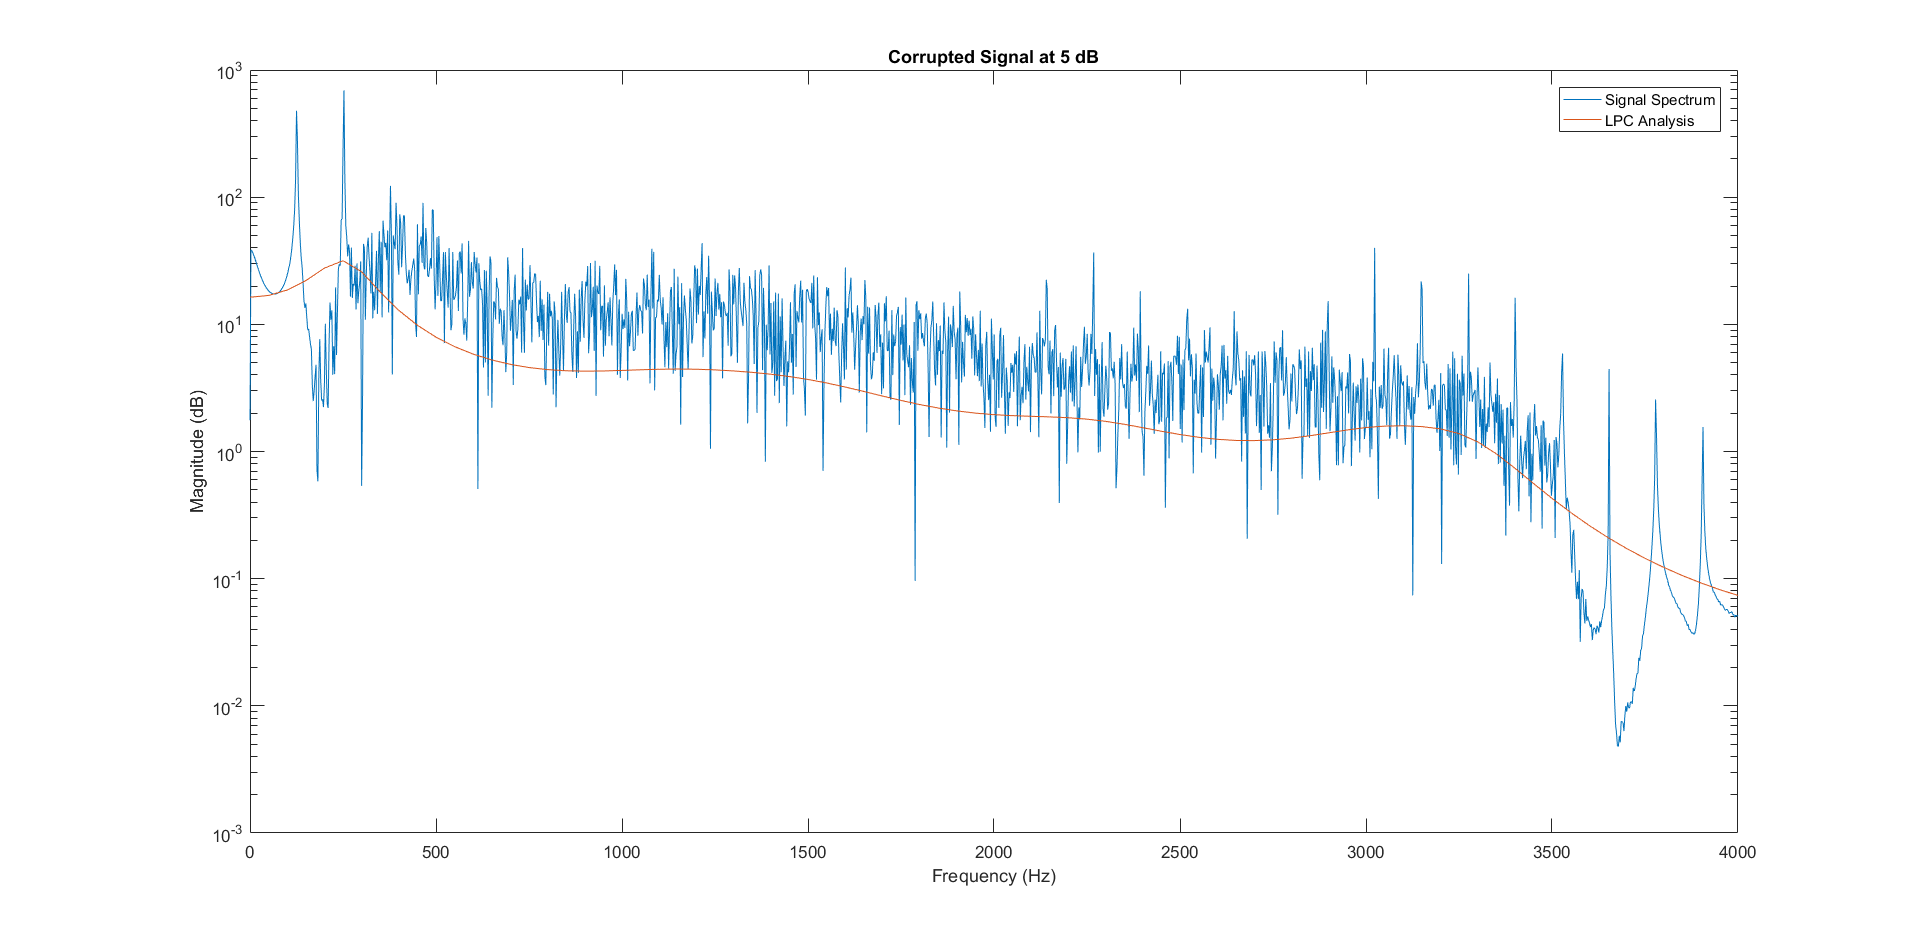 Corrupted Signal at 5 dB
Signal Spectrum
LPC Analysis
Magnitude (dB)
10^3
10^2
10^1
10^0
10^-1
10^-2
10^-3
0 500 1000 1500 2000 2500 3000 3500 4000
Frequency (Hz)